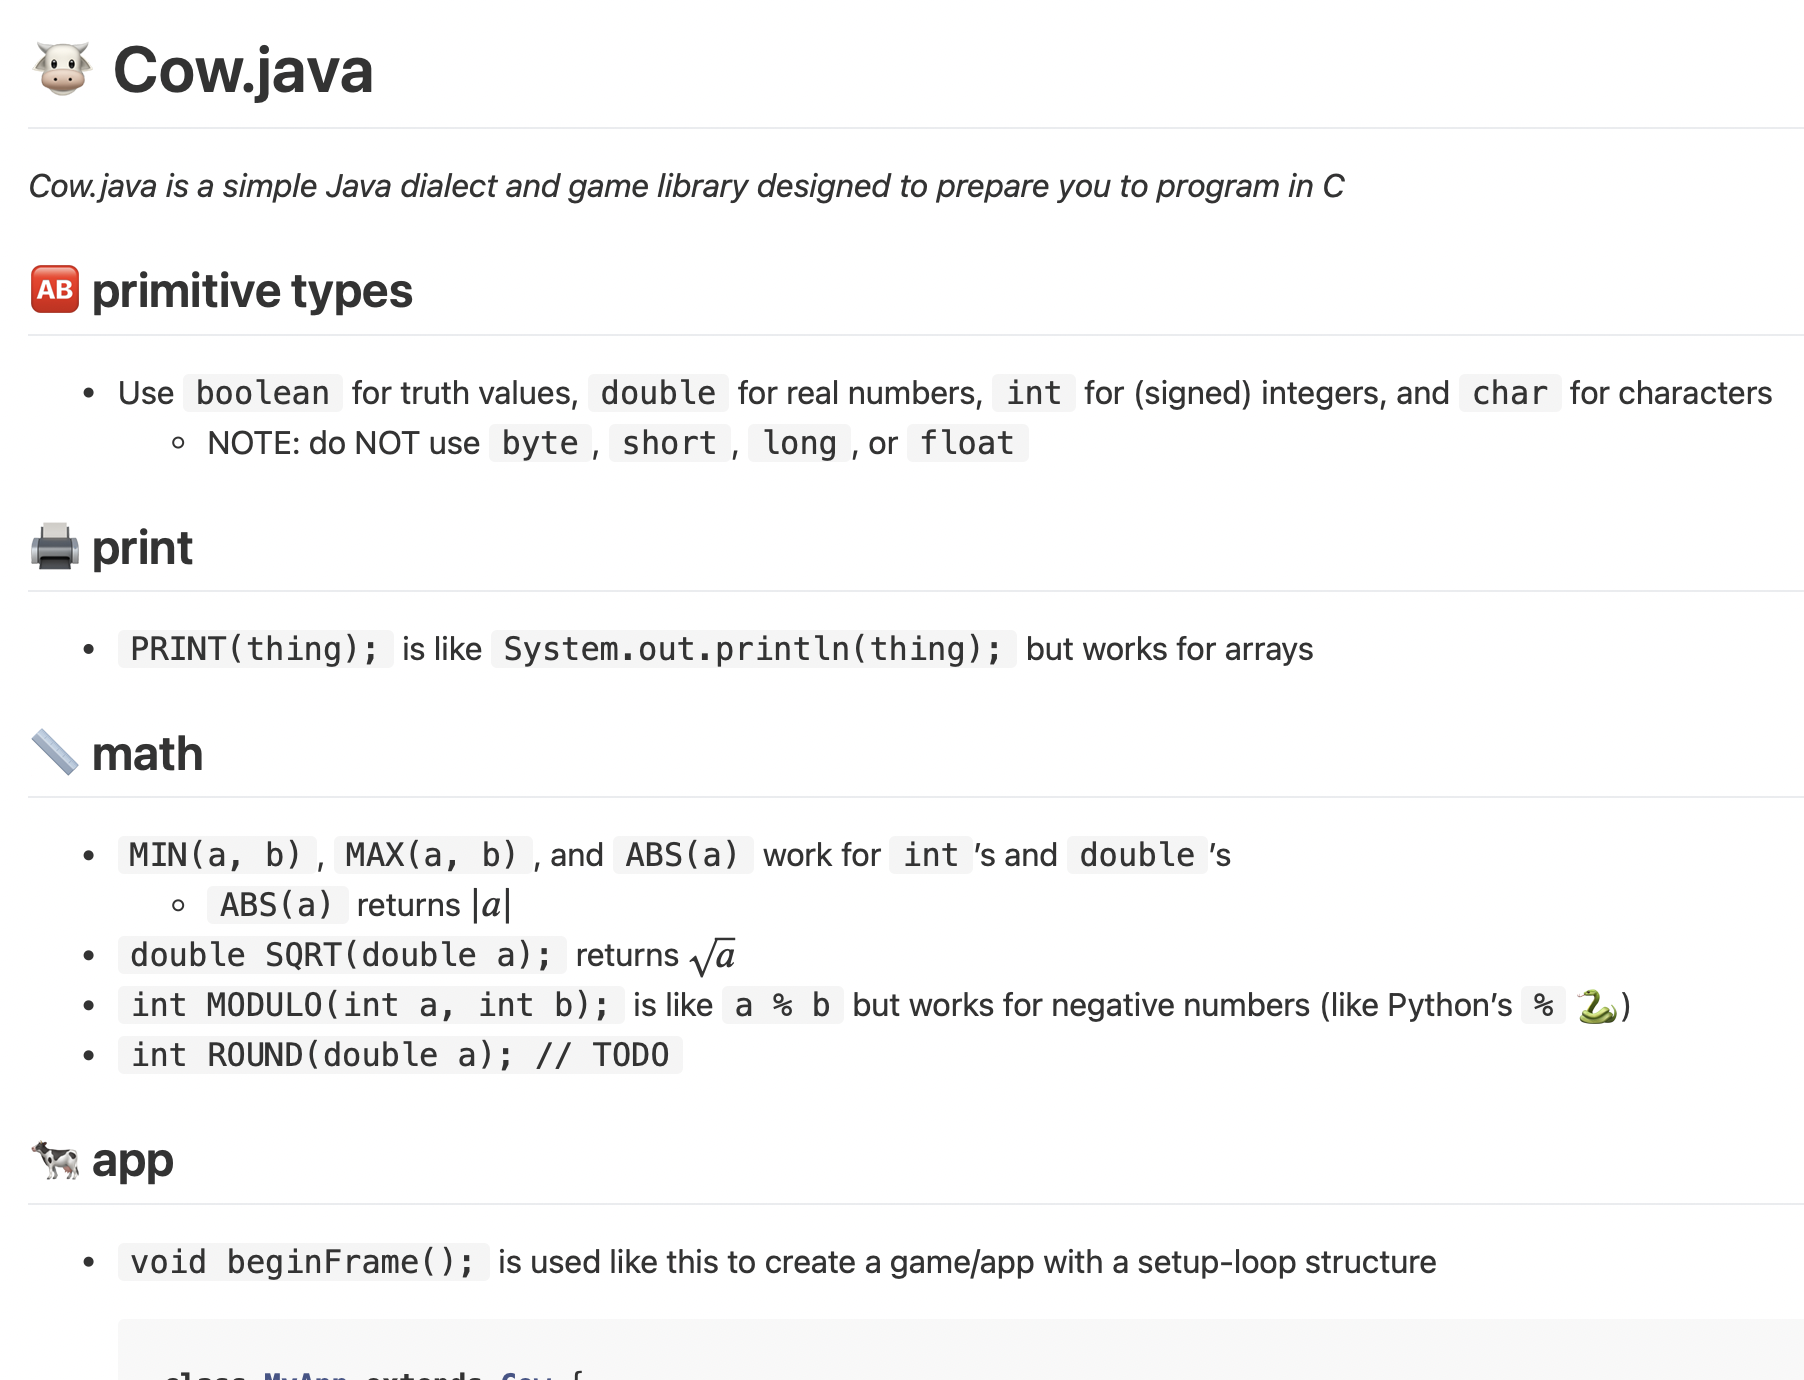 🐮 Cow.java
Cow.java is a simple Java dialect and game library designed to prepare you to program in C
🆎 primitive types
• Use boolean for truth values, double for real numbers, int for (signed) integers, and char for characters
◦ NOTE: do NOT use byte, short, long, or float
🖨️ print
• PRINT(thing); is like System.out.println(thing); but works for arrays
📏 math
• MIN(a, b), MAX(a, b), and ABS(a) work for int’s and double’s
◦ ABS(a) returns |a|
• double SQRT(double a); returns √a
• int MODULO(int a, int b); is like a % b but works for negative numbers (like Python’s % 🐍)
• int ROUND(double a); // TODO
🐄 app
• void beginFrame(); is used like this to create a game/app with a setup-loop structure
class MyApp extends Cow {